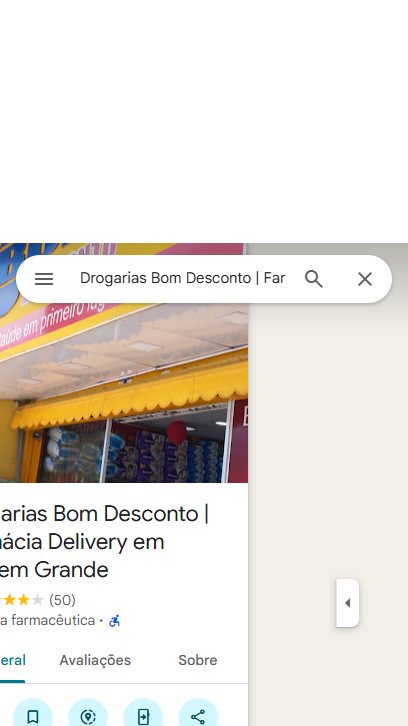 Drogarias Bom Desconto | Far
aúde em primeiro lug
arias Bom Desconto |
ácia Delivery em
em Grande
(50)
a farmacêutica •
eral
Avaliações
Sobre